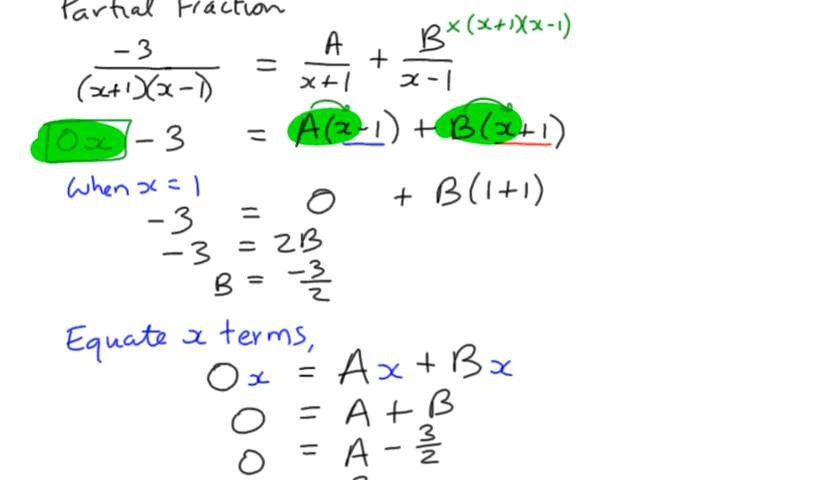 Partial Fraction
-3/((x+1)(x-1)) = A/(x+1) + B/(x-1) ×(x+1)(x-1)
0x - 3 = A(x-1) + B(x+1)
when x = 1
-3 = 0 + B(1+1)
-3 = 2B
B = -3/2
Equate x terms,
0x = Ax + Bx
0 = A + B
0 = A - 3/2